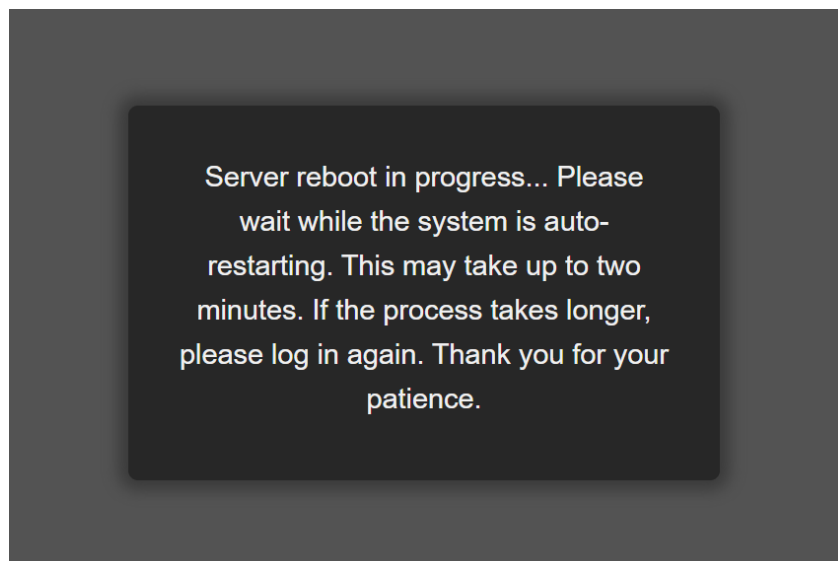 Server reboot in progress... Please
wait while the system is auto-
restarting. This may take up to two
minutes. If the process takes longer,
please log in again. Thank you for your
patience.